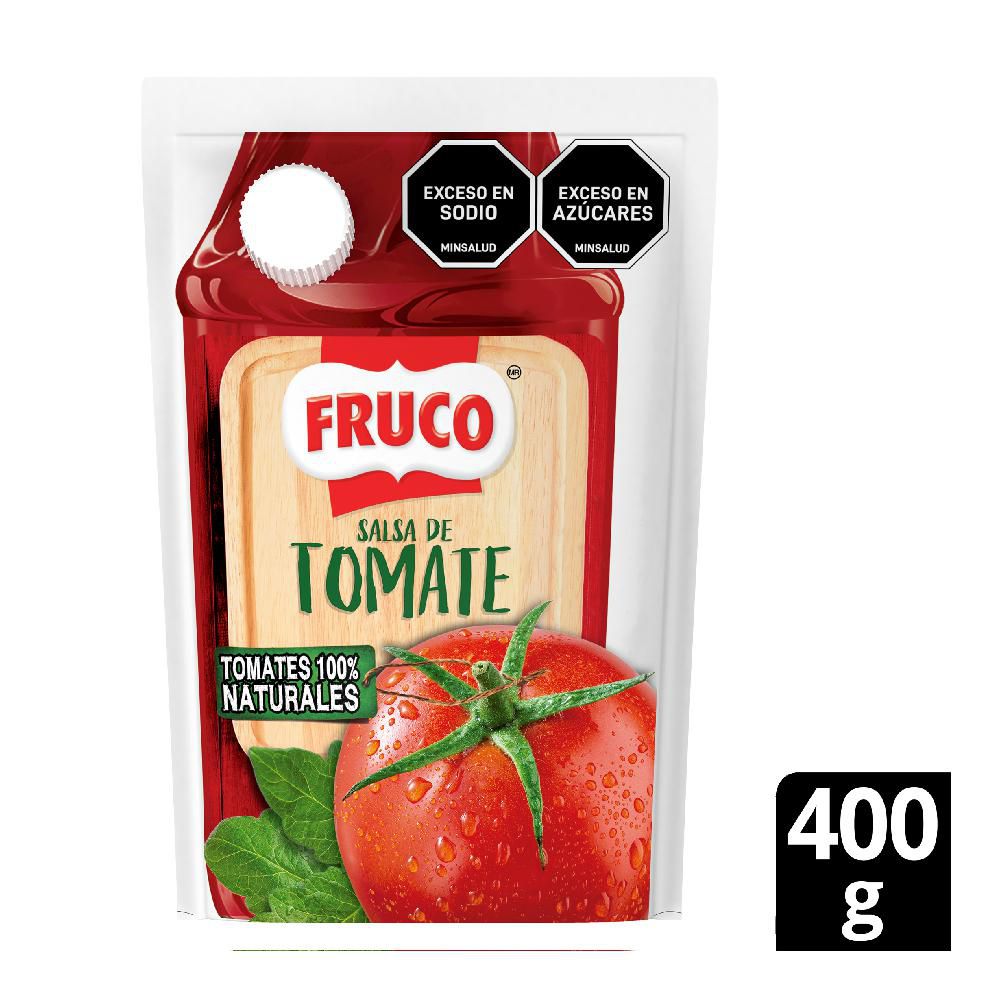 EXCESO EN
SODIO
MINSALUD
EXCESO EN
AZÚCARES
MINSALUD
FRUCO
MR
SALSA DE
TOMATE
TOMATES 100%
NATURALES
400
g